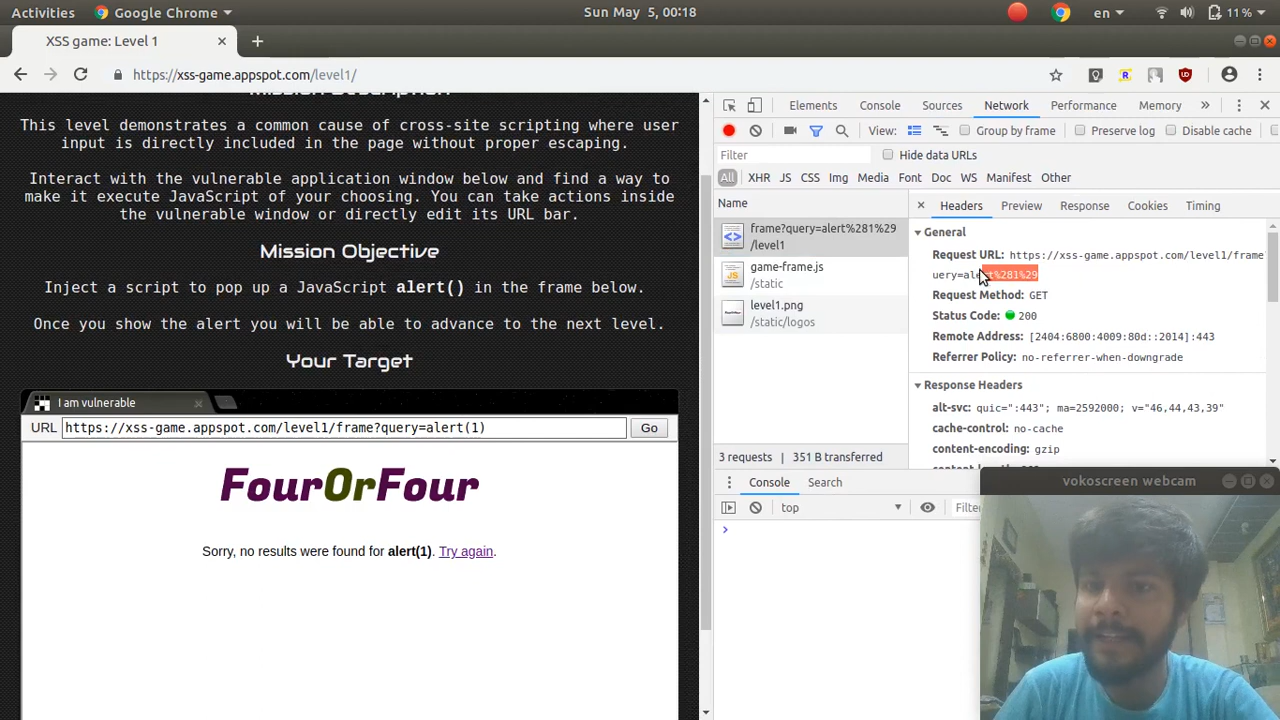 Activities Google Chrome Sun May 5, 00:18 en 11 %
XSS game: Level 1
https://xss-game.appspot.com/level1/
Mission Description
This level demonstrates a common cause of cross-site scripting where user
input is directly included in the page without proper escaping.
Interact with the vulnerable application window below and find a way to
make it execute JavaScript of your choosing. You can take actions inside
the vulnerable window or directly edit its URL bar.
Mission Objective
Inject a script to pop up a JavaScript alert() in the frame below.
Once you show the alert you will be able to advance to the next level.
Your Target
I am vulnerable
URL https://xss-game.appspot.com/level1/frame?query=alert(1) Go
FourOrFour
Sorry, no results were found for alert(1). Try again.
Elements Console Sources Network Performance Memory »
View: Group by frame Preserve log Disable cache
Filter Hide data URLs
All XHR JS CSS Img Media Font Doc WS Manifest Other
Name
frame?query=alert%281%29
/level1
game-frame.js
/static
level1.png
/static/logos
3 requests | 351 B transferred
× Headers Preview Response Cookies Timing
General
Request URL: https://xss-game.appspot.com/level1/frame
uery=alert%281%29
Request Method: GET
Status Code: 200
Remote Address: [2404:6800:4009:80d::2014]:443
Referrer Policy: no-referrer-when-downgrade
Response Headers
alt-svc: quic=":443"; ma=2592000; v="46,44,43,39"
cache-control: no-cache
content-encoding: gzip
Console Search
top Filter
vokoscreen webcam